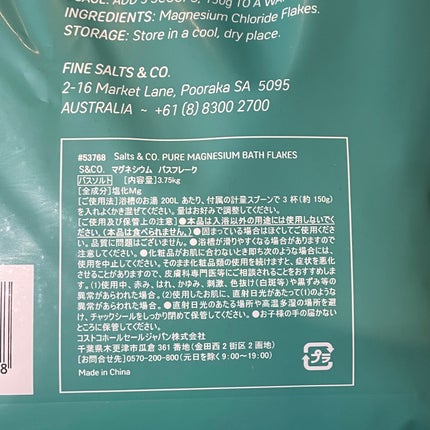 ADD 3 SCOOPS, 150G TO A WA
INGREDIENTS: Magnesium Chloride Flakes.
STORAGE: Store in a cool, dry place.
FINE SALTS & CO.
2-16 Market Lane, Pooraka SA 5095
AUSTRALIA ~ +61 (8) 8300 2700
#53768 Salts & CO. PURE MAGNESIUM BATH FLAKES
S&CO. マグネシウム バスフレーク
バスソルト [内容量] 3.75kg
[全成分] 塩化Mg
[ご使用法] 浴槽のお湯 200L あたり、付属の計量スプーンで 3 杯 (約 150g)
を入れよくかき混ぜてください。量はお好みで調整してください。
[ご使用及び保管上の注意] ●本品は入浴以外の用途には使用しないでく
ださい。(本品は食べられません。) ●固まっている場合はほぐしてご使用くだ
さい。品質に問題はございません。●浴槽が滑りやすくなる場合がありますので
注意してください。●化粧品がお肌に合わないとき即ち次のような場合には、
使用を中止してください。そのまま化粧品類の使用を続けますと、症状を悪化
させることがありますので、皮膚科専門医等にご相談されることをおすすめしま
す。(1)使用中、赤み、はれ、かゆみ、刺激、色抜け(白斑等)や黒ずみ等の
異常があらわれた場合。(2)使用したお肌に、直射日光があたって(1)のような
異常があらわれた場合。●直射日光のあたる場所や高温多湿の場所を避
け、チャックシールをしっかり閉めて保管してください。●お子様の手の届かない
ところに保管してください。
コストコホールセールジャパン株式会社
千葉県木更津市瓜倉 361 番地 (金田西 2 街区 2 画地)
[お問合せ先] 0570-200-800 (元日を除く9:00〜19:00)
Made in China
プラ
8